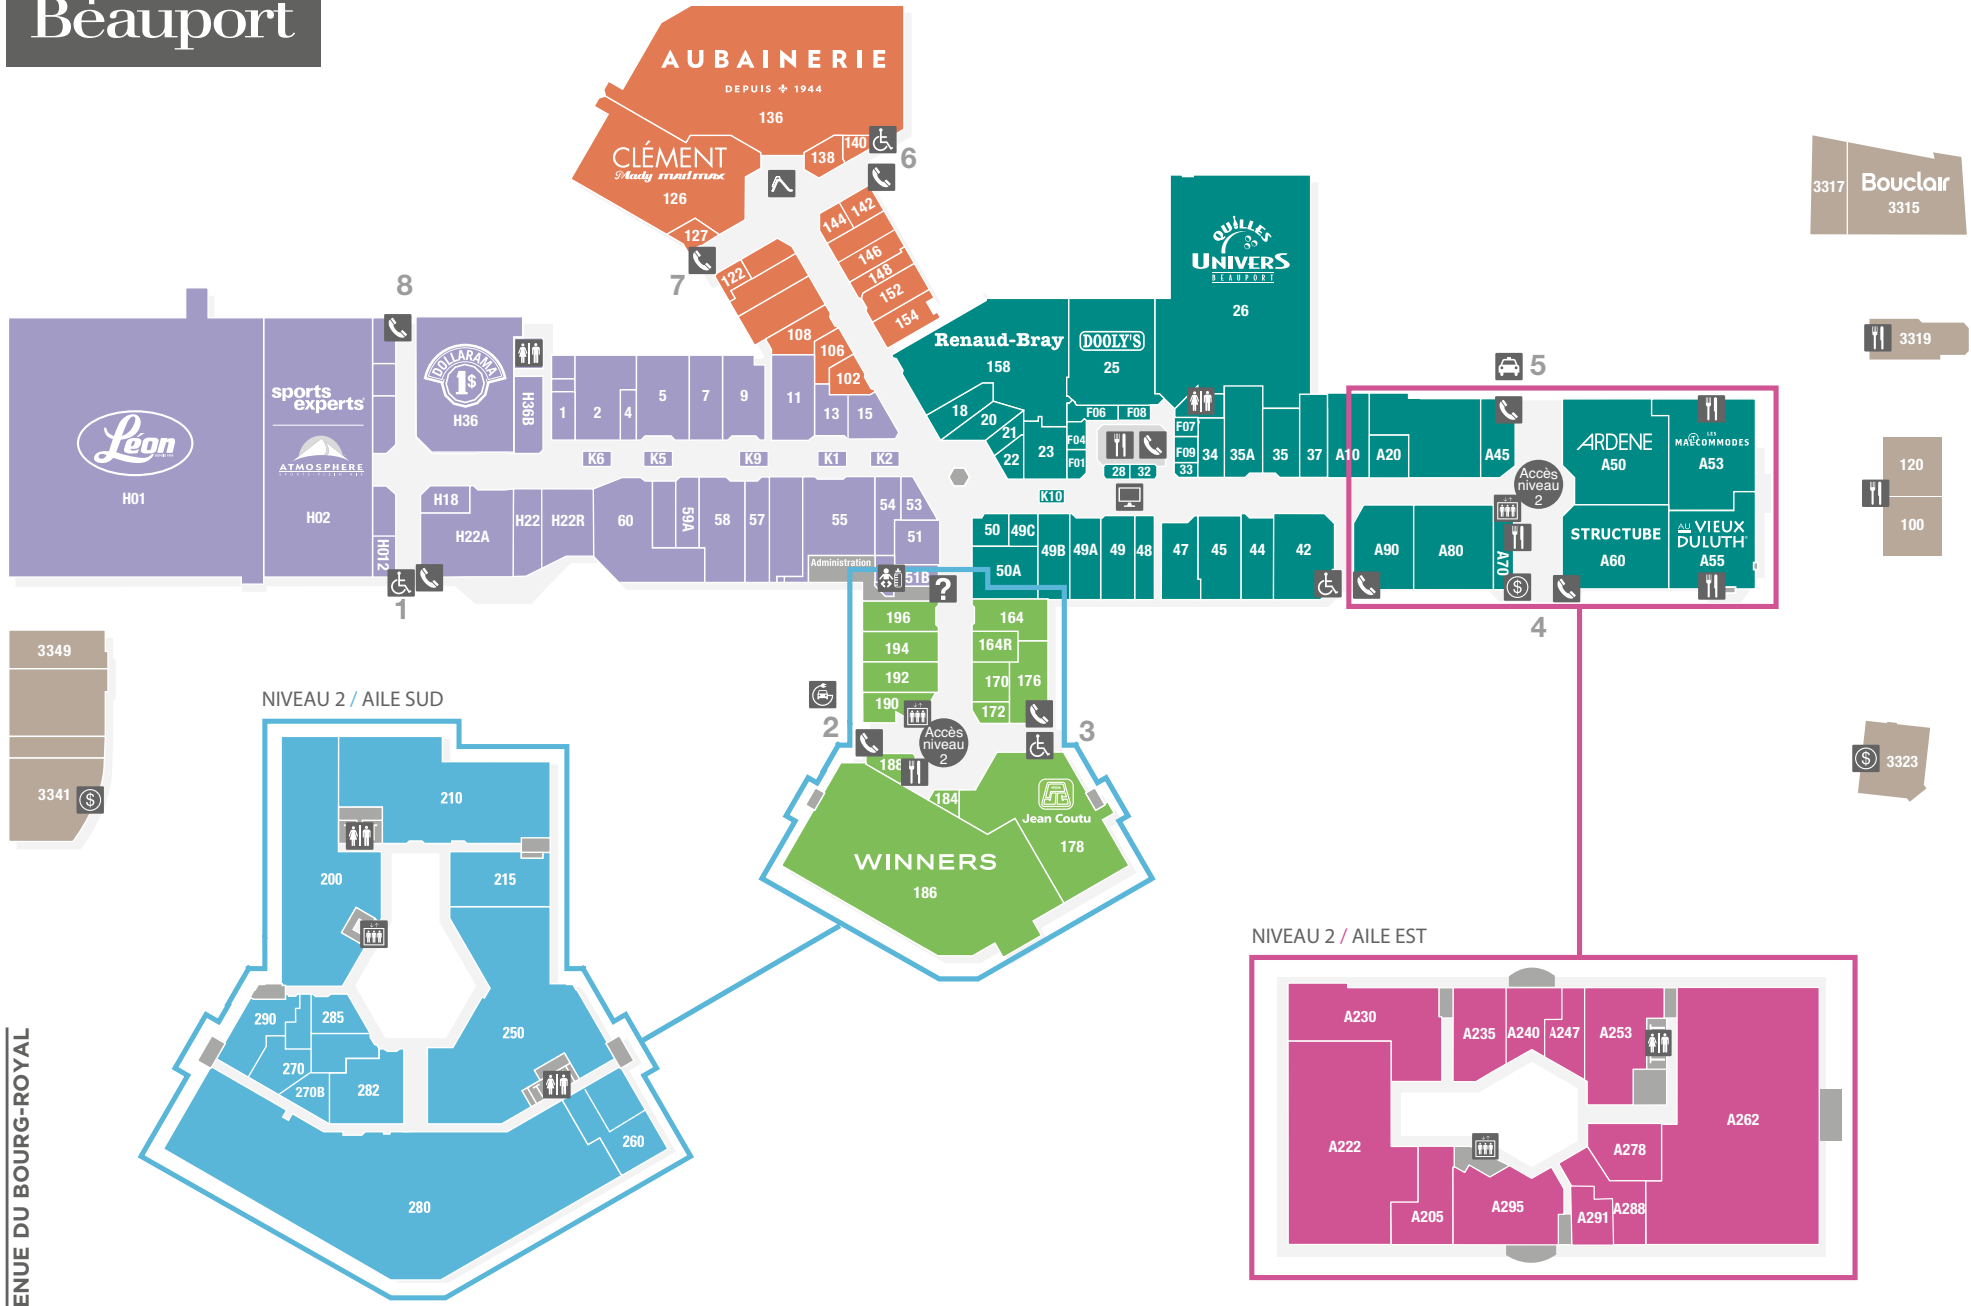 Beauport
AUBAINERIE
DEPUIS 1944
136
CLÉMENT
Mlady madmax
126
127
138
140
6
7
122
144
142
146
148
152
154
108
106
102
8
Léon
H01
sports
experts
ATMOSPHERE
H02
H012
DOLLARAMA
1$
H36
H36B
1
2
4
5
7
9
11
13
15
K6
K5
K9
K1
K2
H18
H22A
H22
H22R
60
59A
58
57
55
54
53
51
51B
Administration
1
Renaud-Bray
158
DOOLY'S
25
QUILLES
UNIVERS
BEAUPORT
26
18
20
21
22
23
F06
F08
F04
F01
F07
F09
33
28
32
34
35A
35
37
A10
A20
A45
K10
50
49C
49B
49A
49
48
47
45
44
42
50A
5
ARDENE
A50
LES
MALCOMMODES
A53
Accès
niveau
2
A90
A80
A70
STRUCTUBE
A60
AU VIEUX
DULUTH
A55
4
3317
Bouclair
3315
3319
120
100
3323
3349
3341
196
194
192
190
188
164
164R
170
176
172
2
3
Accès
niveau
2
184
Jean Coutu
178
WINNERS
186
NIVEAU 2 / AILE SUD
210
200
215
290
285
270
270B
282
250
260
280
NIVEAU 2 / AILE EST
A230
A235
A240
A247
A253
A222
A262
A278
A205
A295
A291
A288
ENUE DU BOURG-ROYAL